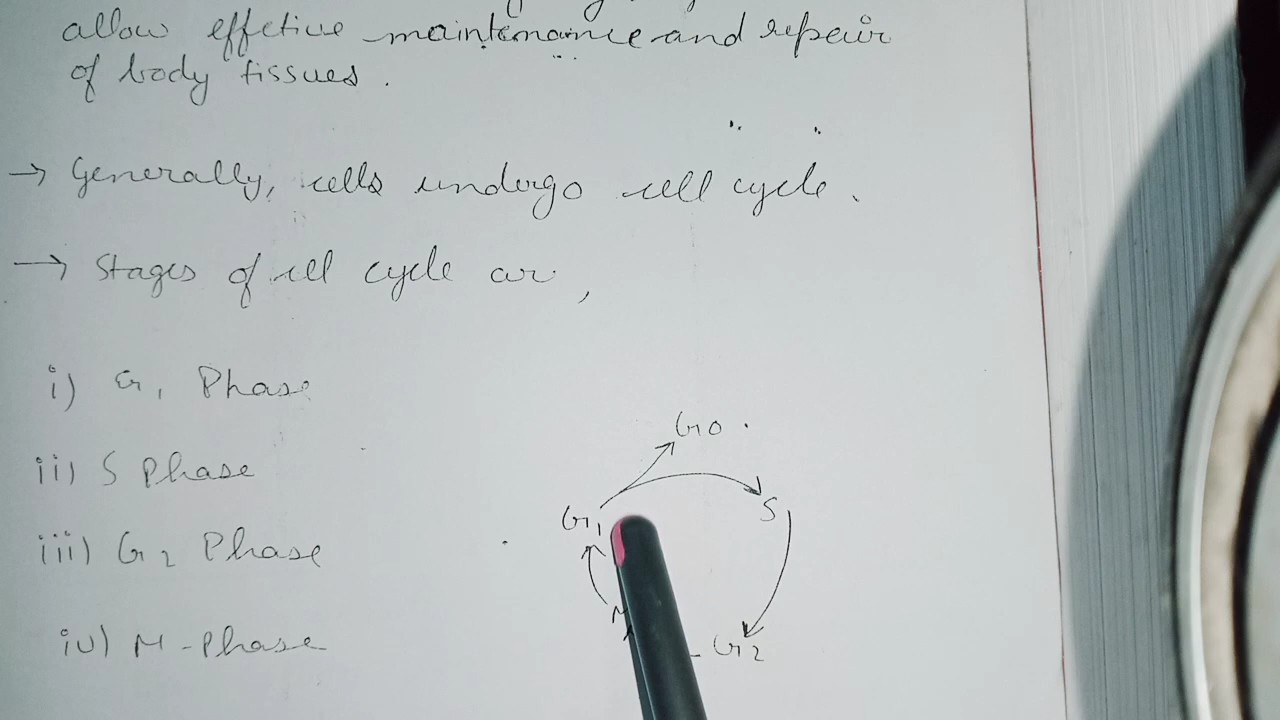 allow effetive maintenance and repair
of body tissues.
→ Generally, cells undergo cell cycle.
→ Stages of cell cycle are,
i) G1 Phase
ii) S Phase
iii) G2 Phase
iv) M-Phase
G0.
G1
S
M
G2